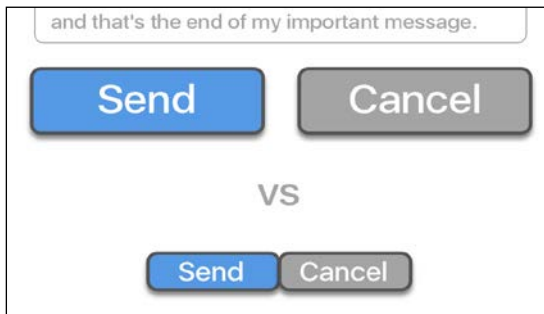 and that's the end of my important message.
Send Cancel
VS
Send Cancel